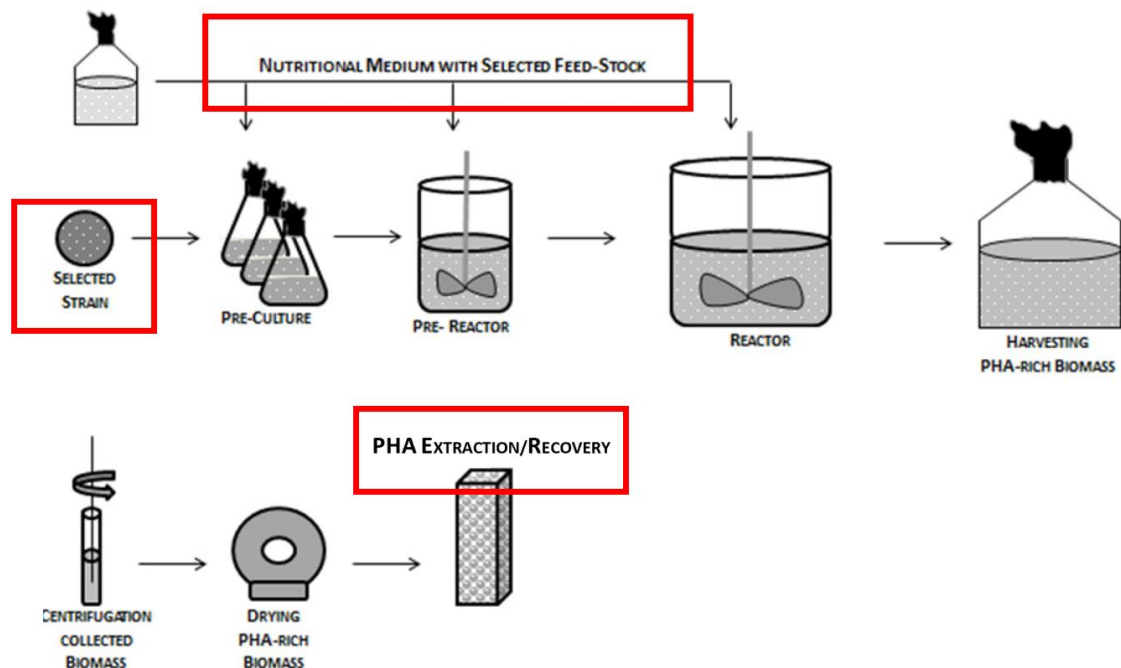 NUTRITIONAL MEDIUM WITH SELECTED FEED-STOCK
SELECTED
STRAIN
PRE-CULTURE
PRE- REACTOR
REACTOR
HARVESTING
PHA-RICH BIOMASS
PHA EXTRACTION/RECOVERY
CENTRIFUGATION
COLLECTED
BIOMASS
DRYING
PHA-RICH
BIOMASS